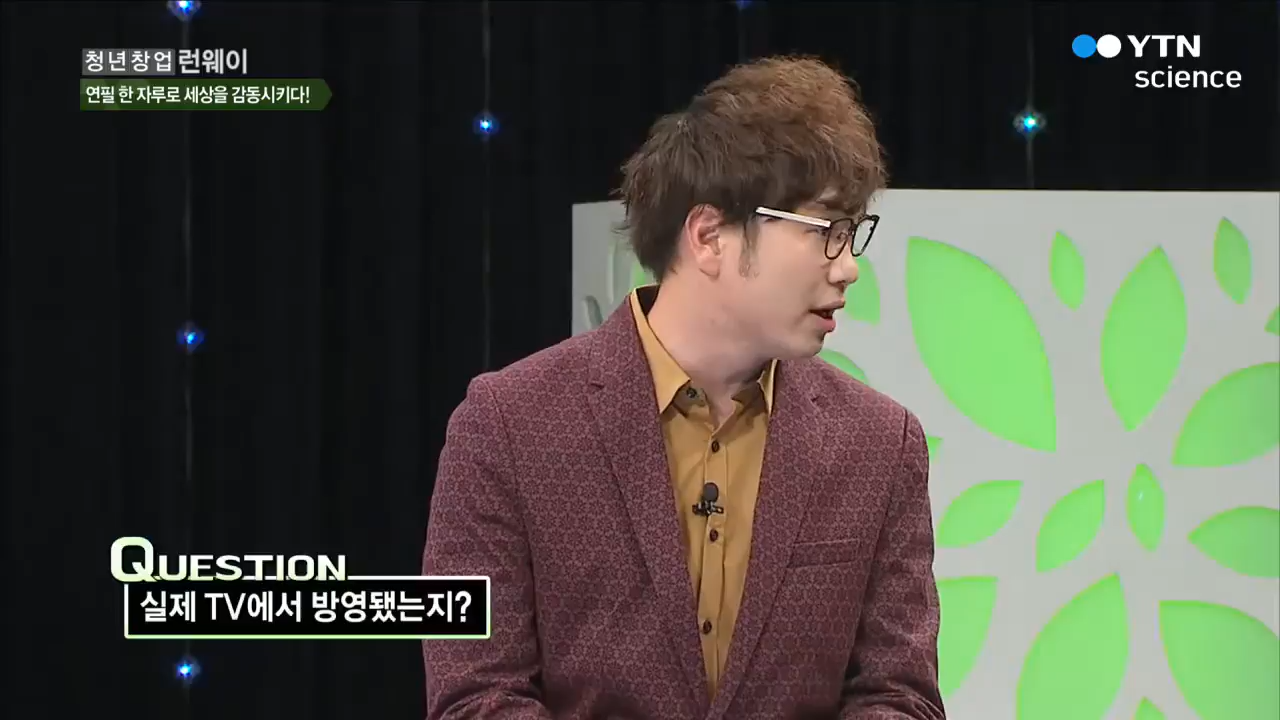 청년창업 런웨이
연필 한 자루로 세상을 감동시키다!
YTN
science
QUESTION
실제 TV에서 방영됐는지?